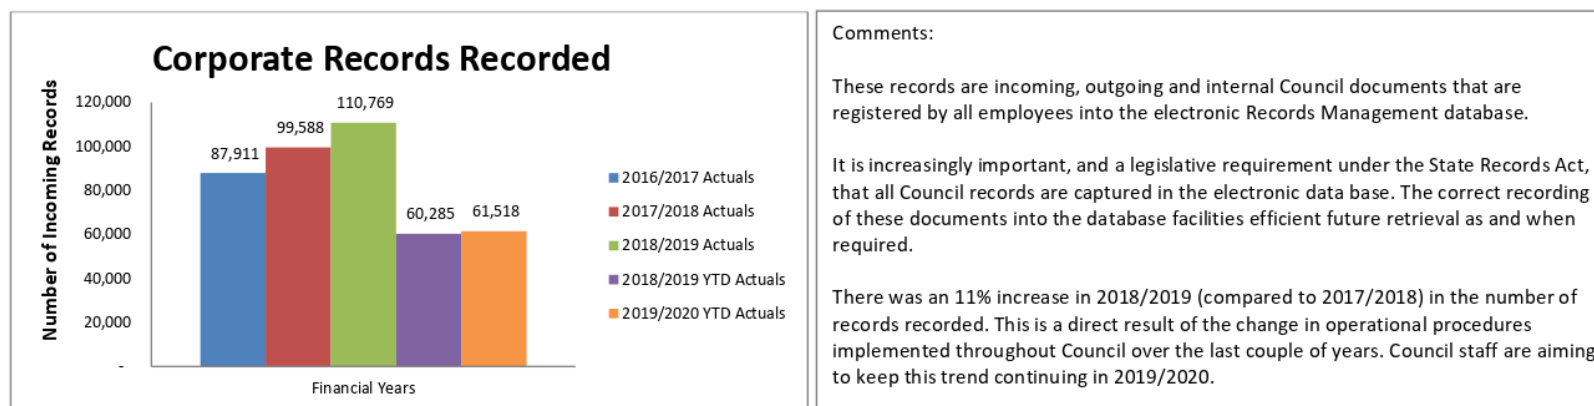 Corporate Records Recorded
Number of Incoming Records
120,000
100,000
80,000
60,000
40,000
20,000
-
87,911
99,588
110,769
60,285
61,518
Financial Years
2016/2017 Actuals
2017/2018 Actuals
2018/2019 Actuals
2018/2019 YTD Actuals
2019/2020 YTD Actuals
Comments:
These records are incoming, outgoing and internal Council documents that are
registered by all employees into the electronic Records Management database.
It is increasingly important, and a legislative requirement under the State Records Act,
that all Council records are captured in the electronic data base. The correct recording
of these documents into the database facilities efficient future retrieval as and when
required.
There was an 11% increase in 2018/2019 (compared to 2017/2018) in the number of
records recorded. This is a direct result of the change in operational procedures
implemented throughout Council over the last couple of years. Council staff are aiming
to keep this trend continuing in 2019/2020.